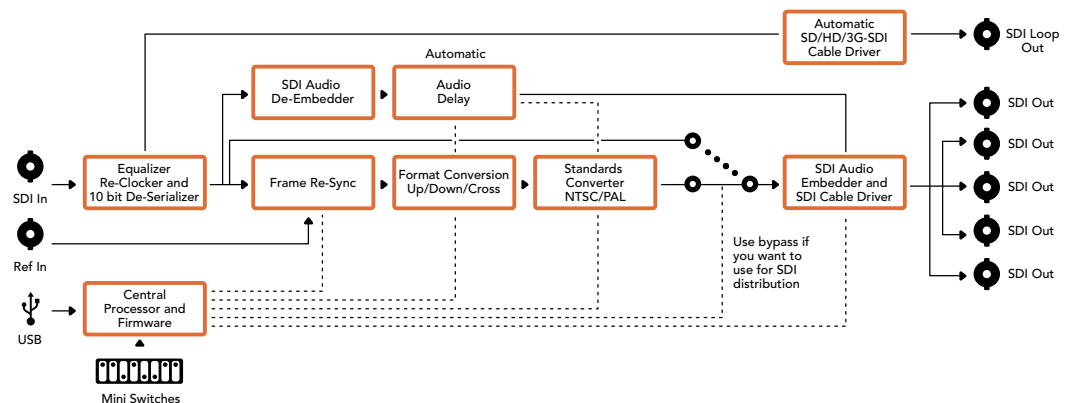 Automatic
SD/HD/3G-SDI
Cable Driver
SDI Loop
Out
Automatic
SDI Audio
De-Embedder
Audio
Delay
SDI Out
SDI Out
SDI Out
SDI Out
SDI Out
SDI In
Equalizer
Re-Clocker and
10 bit De-Serializer
Frame Re-Sync
Format Conversion
Up/Down/Cross
Standards
Converter
NTSC/PAL
SDI Audio
Embedder and
SDI Cable Driver
Ref In
Use bypass if
you want to
use for SDI
distribution
USB
Central
Processor and
Firmware
Mini Switches